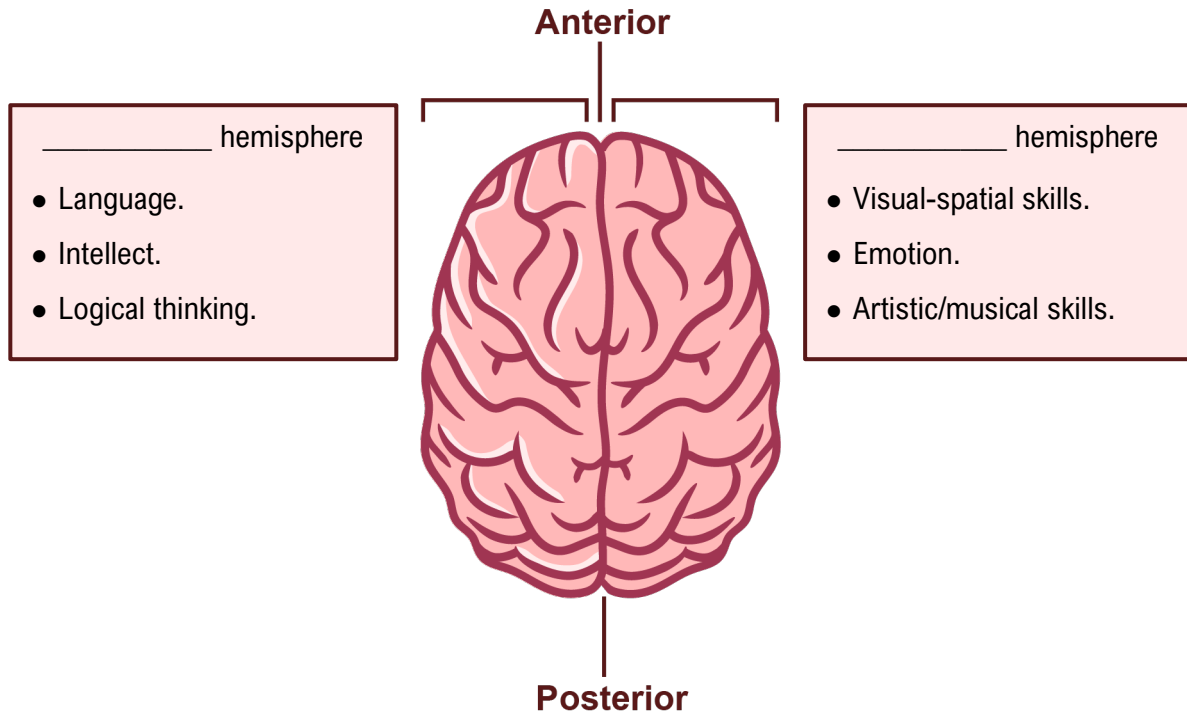 Anterior
___________ hemisphere
● Language.
● Intellect.
● Logical thinking.
___________ hemisphere
● Visual-spatial skills.
● Emotion.
● Artistic/musical skills.
Posterior